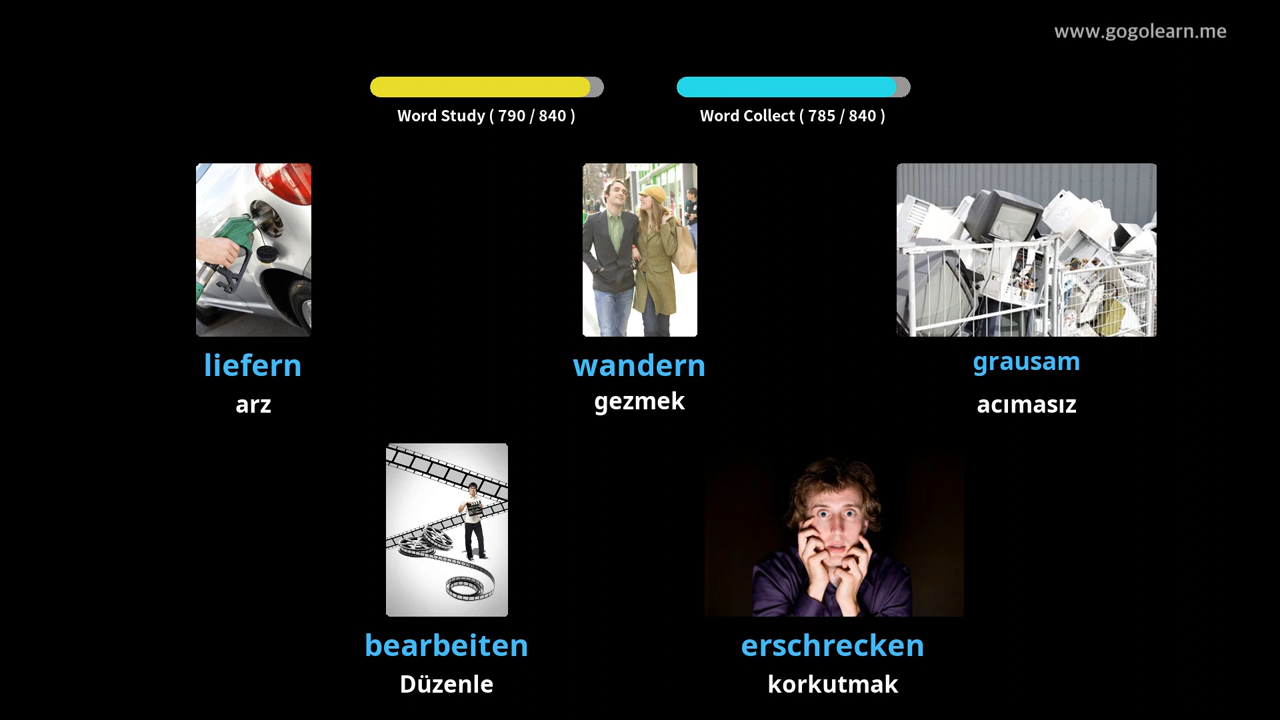 www.gogolearn.me
Word Study ( 790 / 840 )
Word Collect ( 785 / 840 )
liefern
arz
wandern
gezmek
grausam
acımasız
bearbeiten
Düzenle
erschrecken
korkutmak